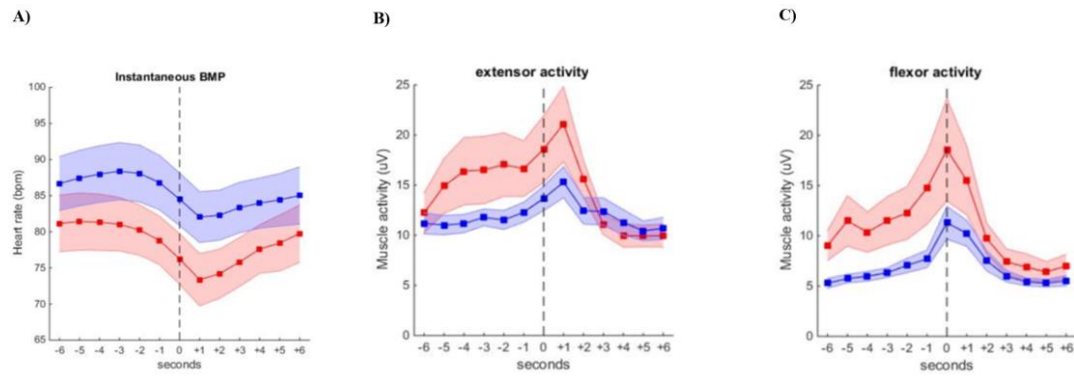 A)
B)
C)
Instantaneous BMP
Heart rate (bpm)
100
95
90
85
80
75
70
65
-6 -5 -4 -3 -2 -1 0 +1 +2 +3 +4 +5 +6
seconds
extensor activity
Muscle activity (uV)
25
20
15
10
5
0
-6 -5 -4 -3 -2 -1 0 +1 +2 +3 +4 +5 +6
seconds
flexor activity
Muscle activity (uV)
25
20
15
10
5
0
-6 -5 -4 -3 -2 -1 0 +1 +2 +3 +4 +5 +6
seconds